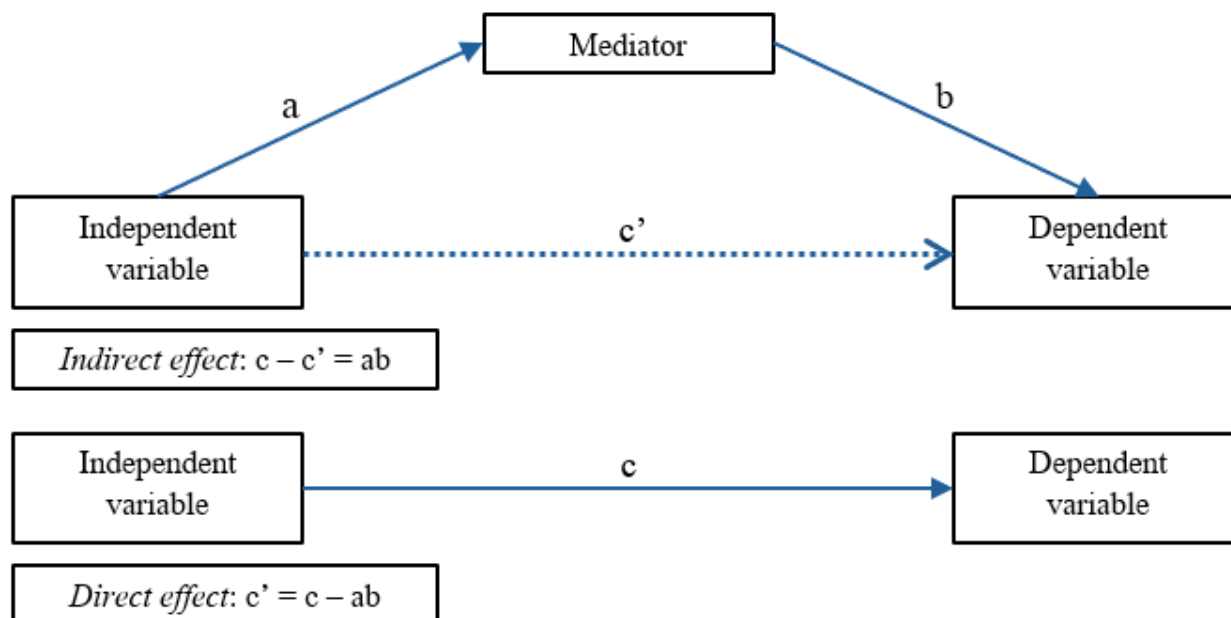 Mediator
a
b
Independent
variable
c’
Dependent
variable
Indirect effect: c – c’ = ab
Independent
variable
c
Dependent
variable
Direct effect: c’ = c – ab